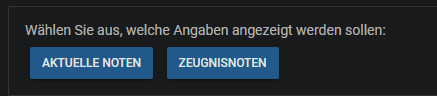 Wählen Sie aus, welche Angaben angezeigt werden sollen:
AKTUELLE NOTEN ZEUGNISNOTEN